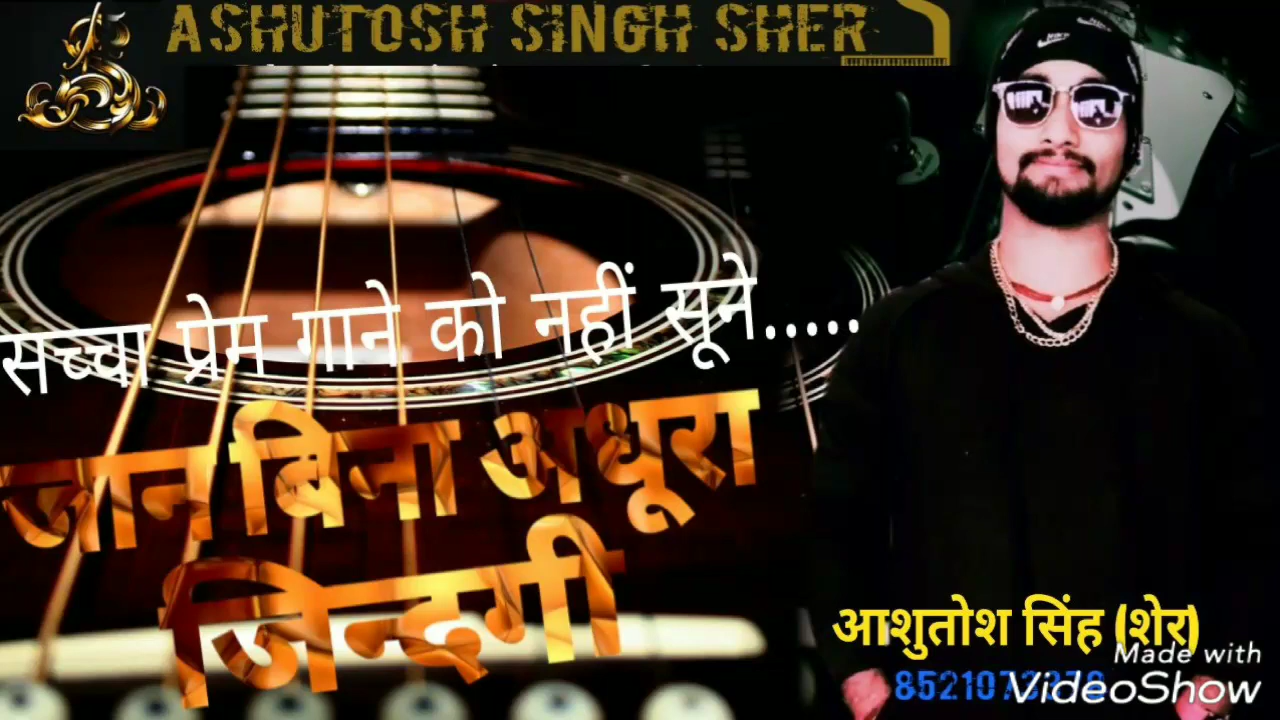 ASHUTOSH SINGH SHER
सच्चा प्रेम गाने को नहीं सूने.....
जान बिना अधूरा
जिन्दगी
आशुतोश सिंह (शेर)
Made with
VideoShow